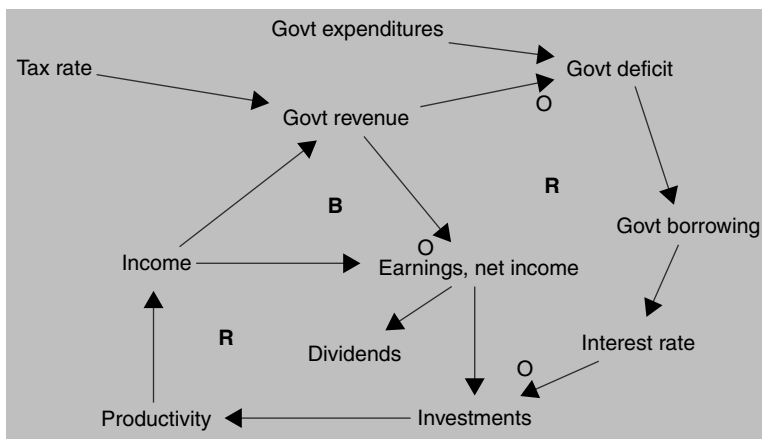 Govt expenditures
Tax rate
Govt deficit
O
Govt revenue
R
B
Govt borrowing
O
Income
Earnings, net income
R
Interest rate
Dividends
O
Productivity
Investments